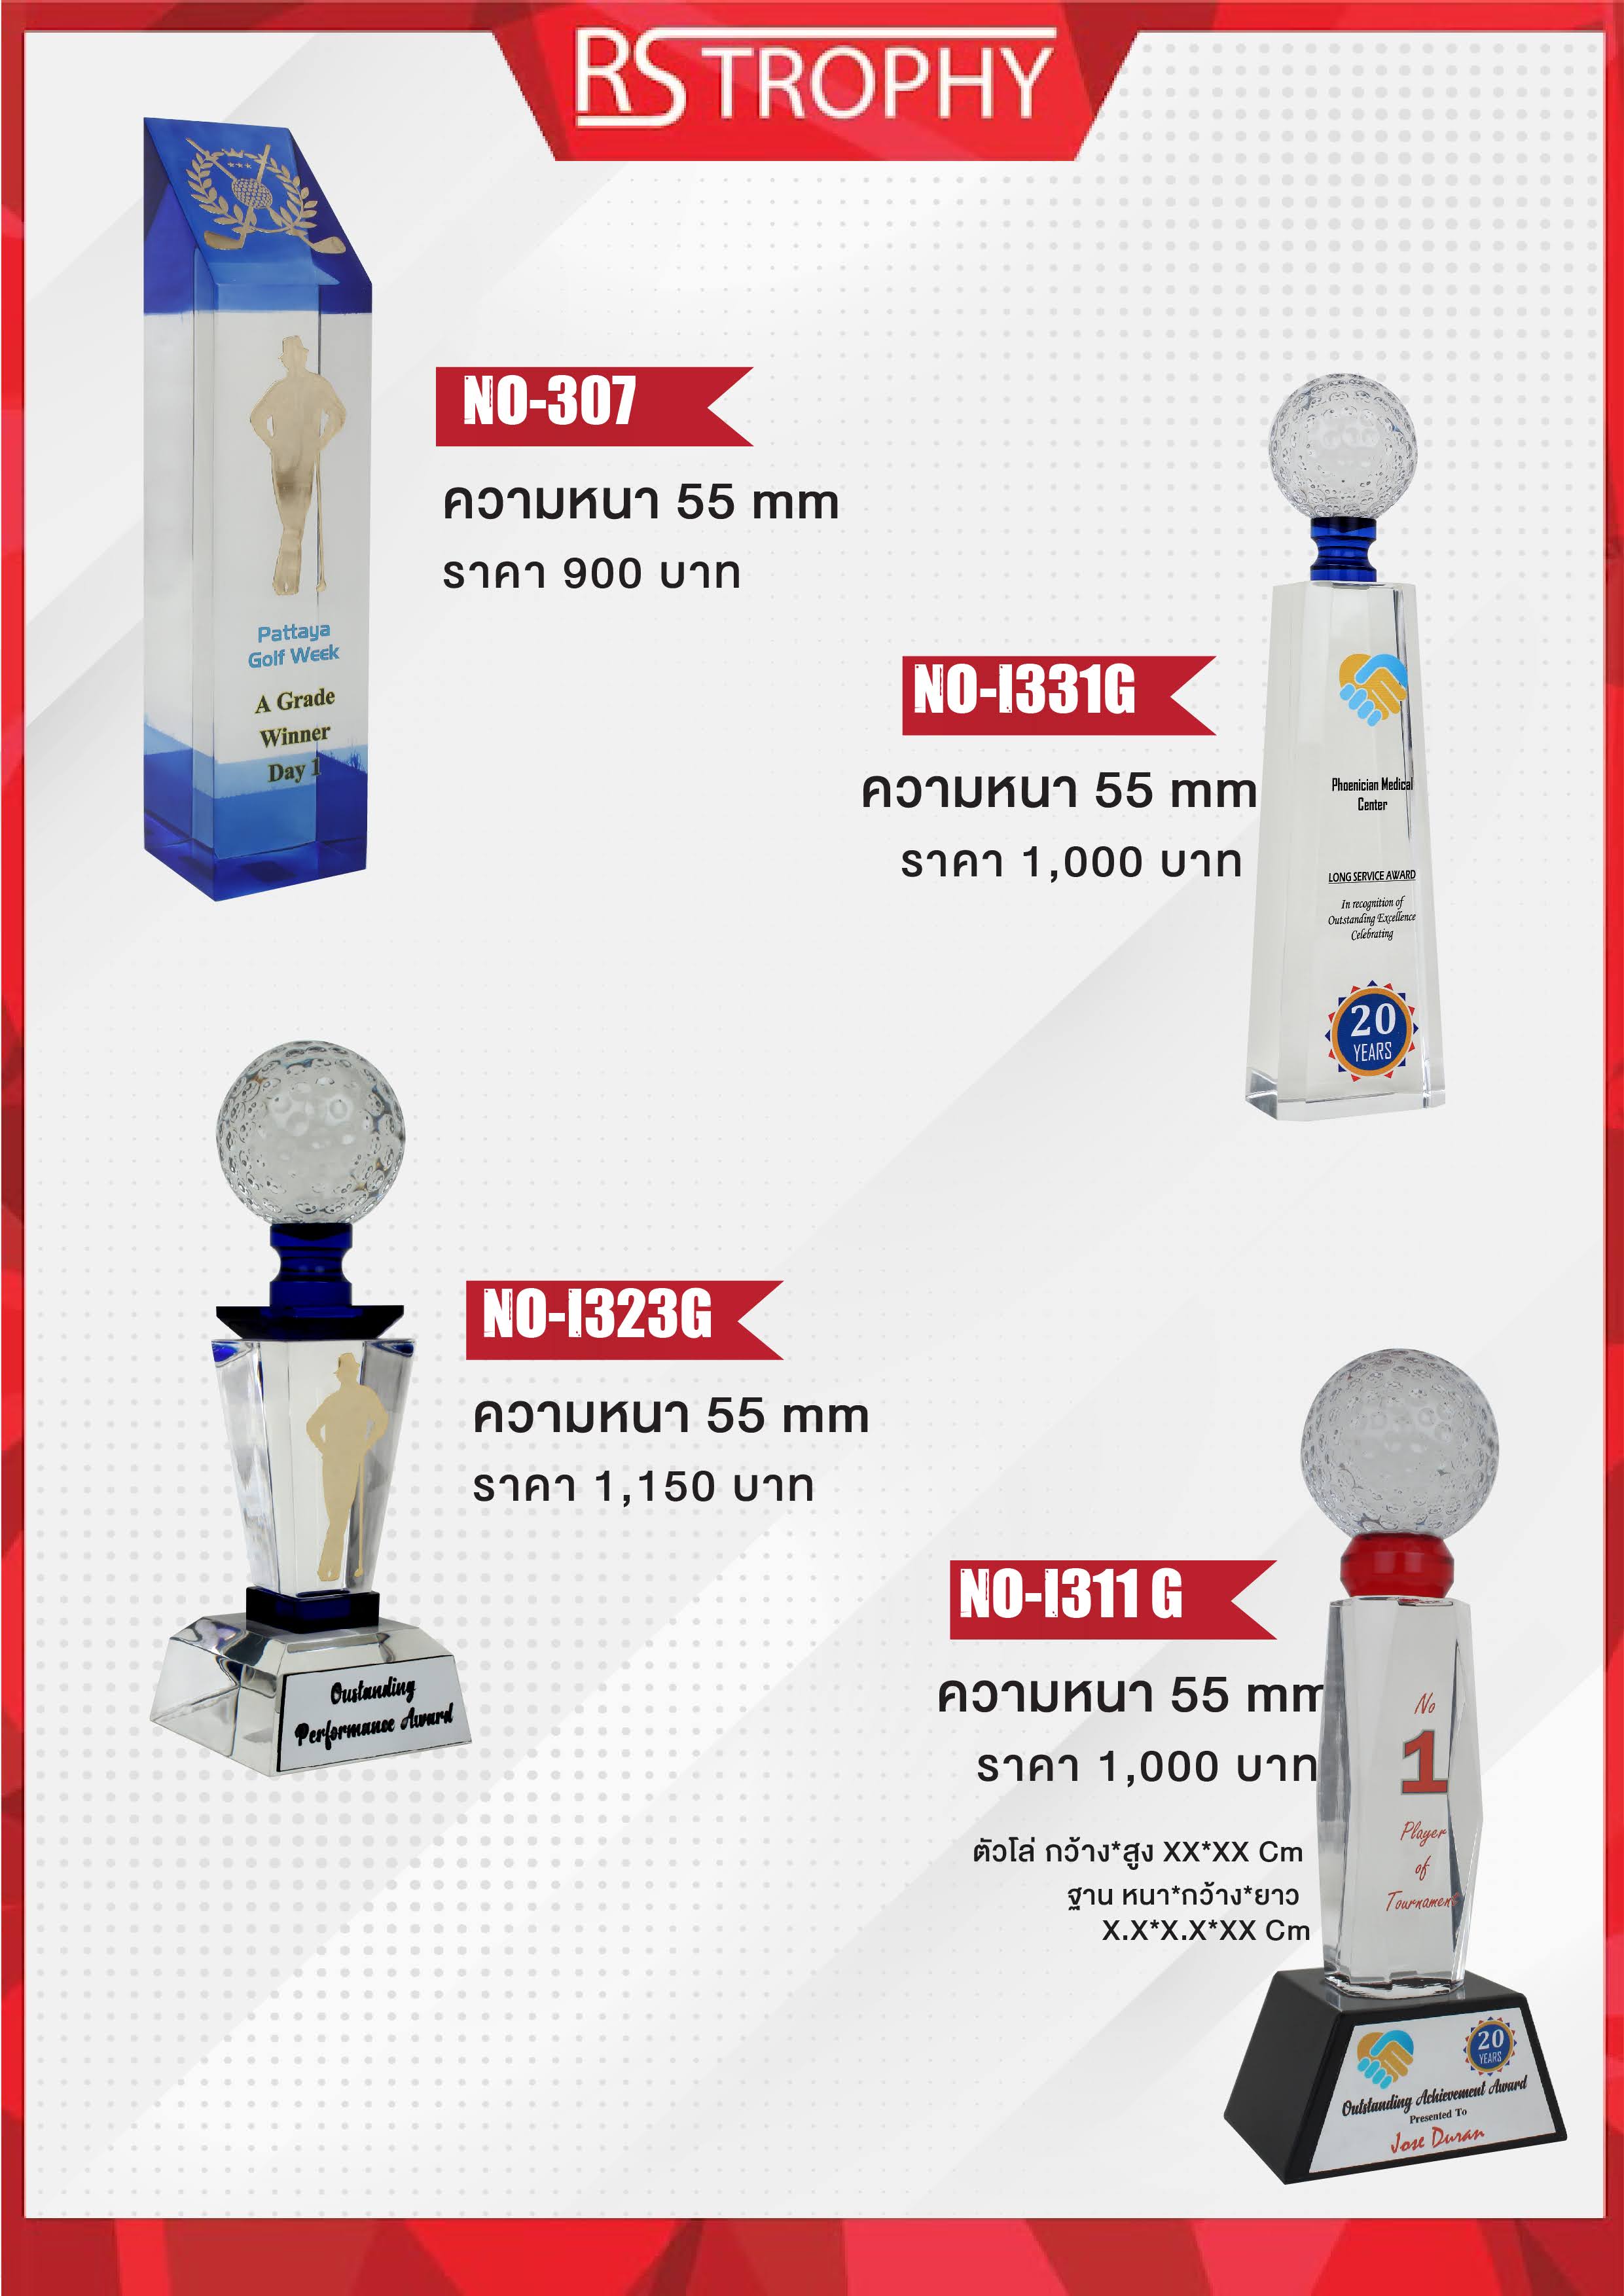 RS TROPHY
NO-307
ความหนา 55 mm
ราคา 900 บาท
Pattaya
Golf Week
A Grade
Winner
Day 1
NO-I331G
ความหนา 55 mm
ราคา 1,000 บาท
Phoenician Medical
Center
LONG SERVICE AWARD
In recognition of
Outstanding Excellence
Celebrating
20
YEARS
NO-I323G
ความหนา 55 mm
ราคา 1,150 บาท
Oustanding
Performance Award
NO-I311 G
ความหนา 55 mm
ราคา 1,000 บาท
ตัวโล่ กว้าง*สูง XX*XX Cm
ฐาน หนา*กว้าง*ยาว
X.X*X.X*XX Cm
No
1
Player
of
Tournament
20
YEARS
Outstanding Achievement Award
Presented To
Jose Duran